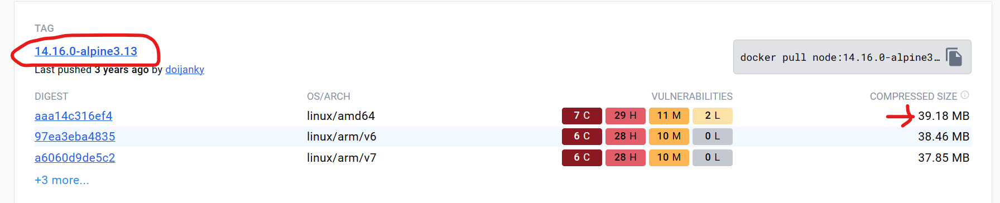 TAG
14.16.0-alpine3.13
docker pull node:14.16.0-alpine3...
Last pushed 3 years ago by doijanky
DIGEST OS/ARCH VULNERABILITIES COMPRESSED SIZE
aaa14c316ef4 linux/amd64 7 C 29 H 11 M 2 L 39.18 MB
97ea3eba4835 linux/arm/v6 6 C 28 H 10 M 0 L 38.46 MB
a6060d9de5c2 linux/arm/v7 6 C 28 H 10 M 0 L 37.85 MB
+3 more...